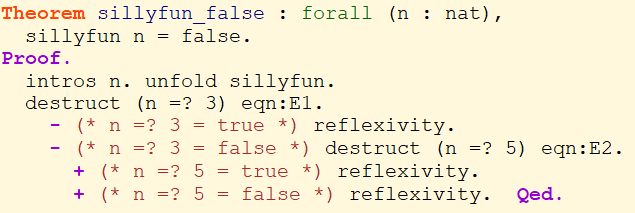 Theorem sillyfun_false : forall (n : nat),
  sillyfun n = false.
Proof.
  intros n. unfold sillyfun.
  destruct (n =? 3) eqn:E1.
    - (* n =? 3 = true *) reflexivity.
    - (* n =? 3 = false *) destruct (n =? 5) eqn:E2.
      + (* n =? 5 = true *) reflexivity.
      + (* n =? 5 = false *) reflexivity.  Qed.